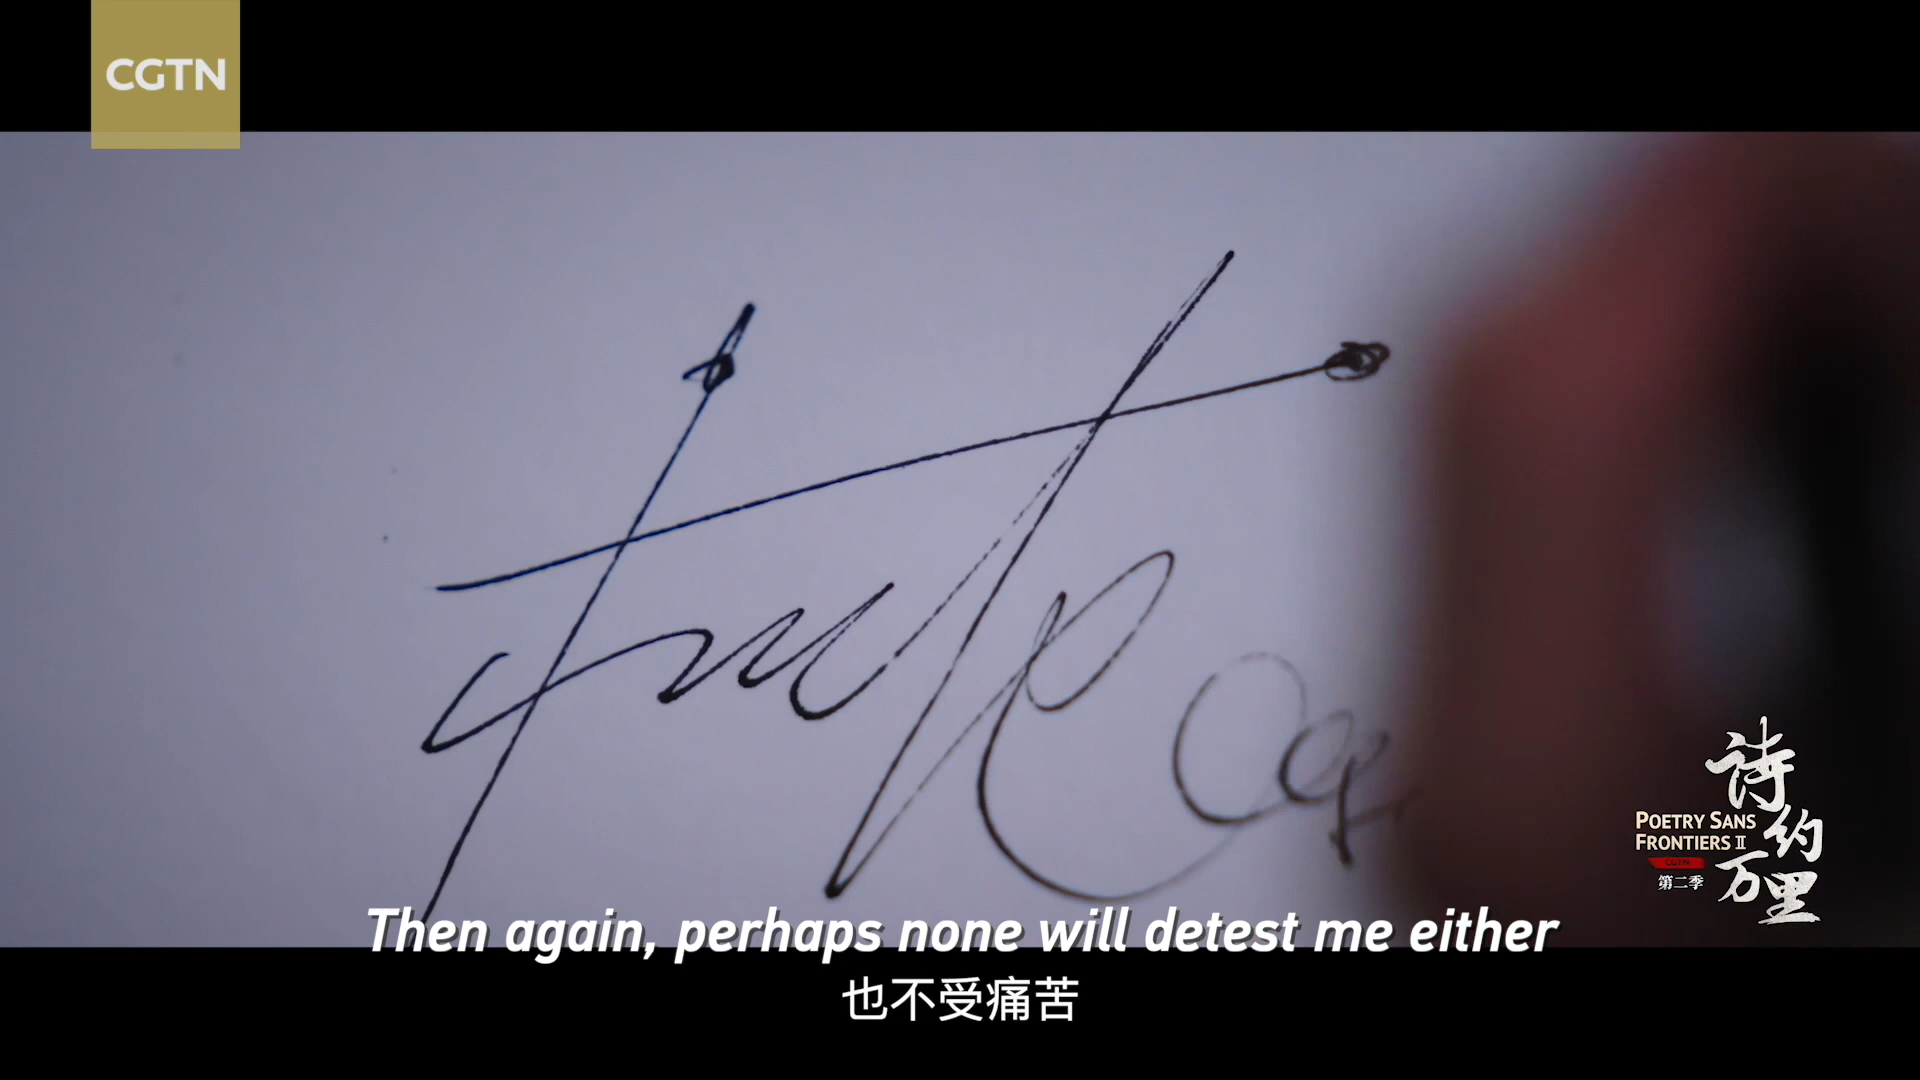 CGTN
诗约万里
POETRY SANS
FRONTIERS II
CGTN
第二季
Then again, perhaps none will detest me either
也不受痛苦